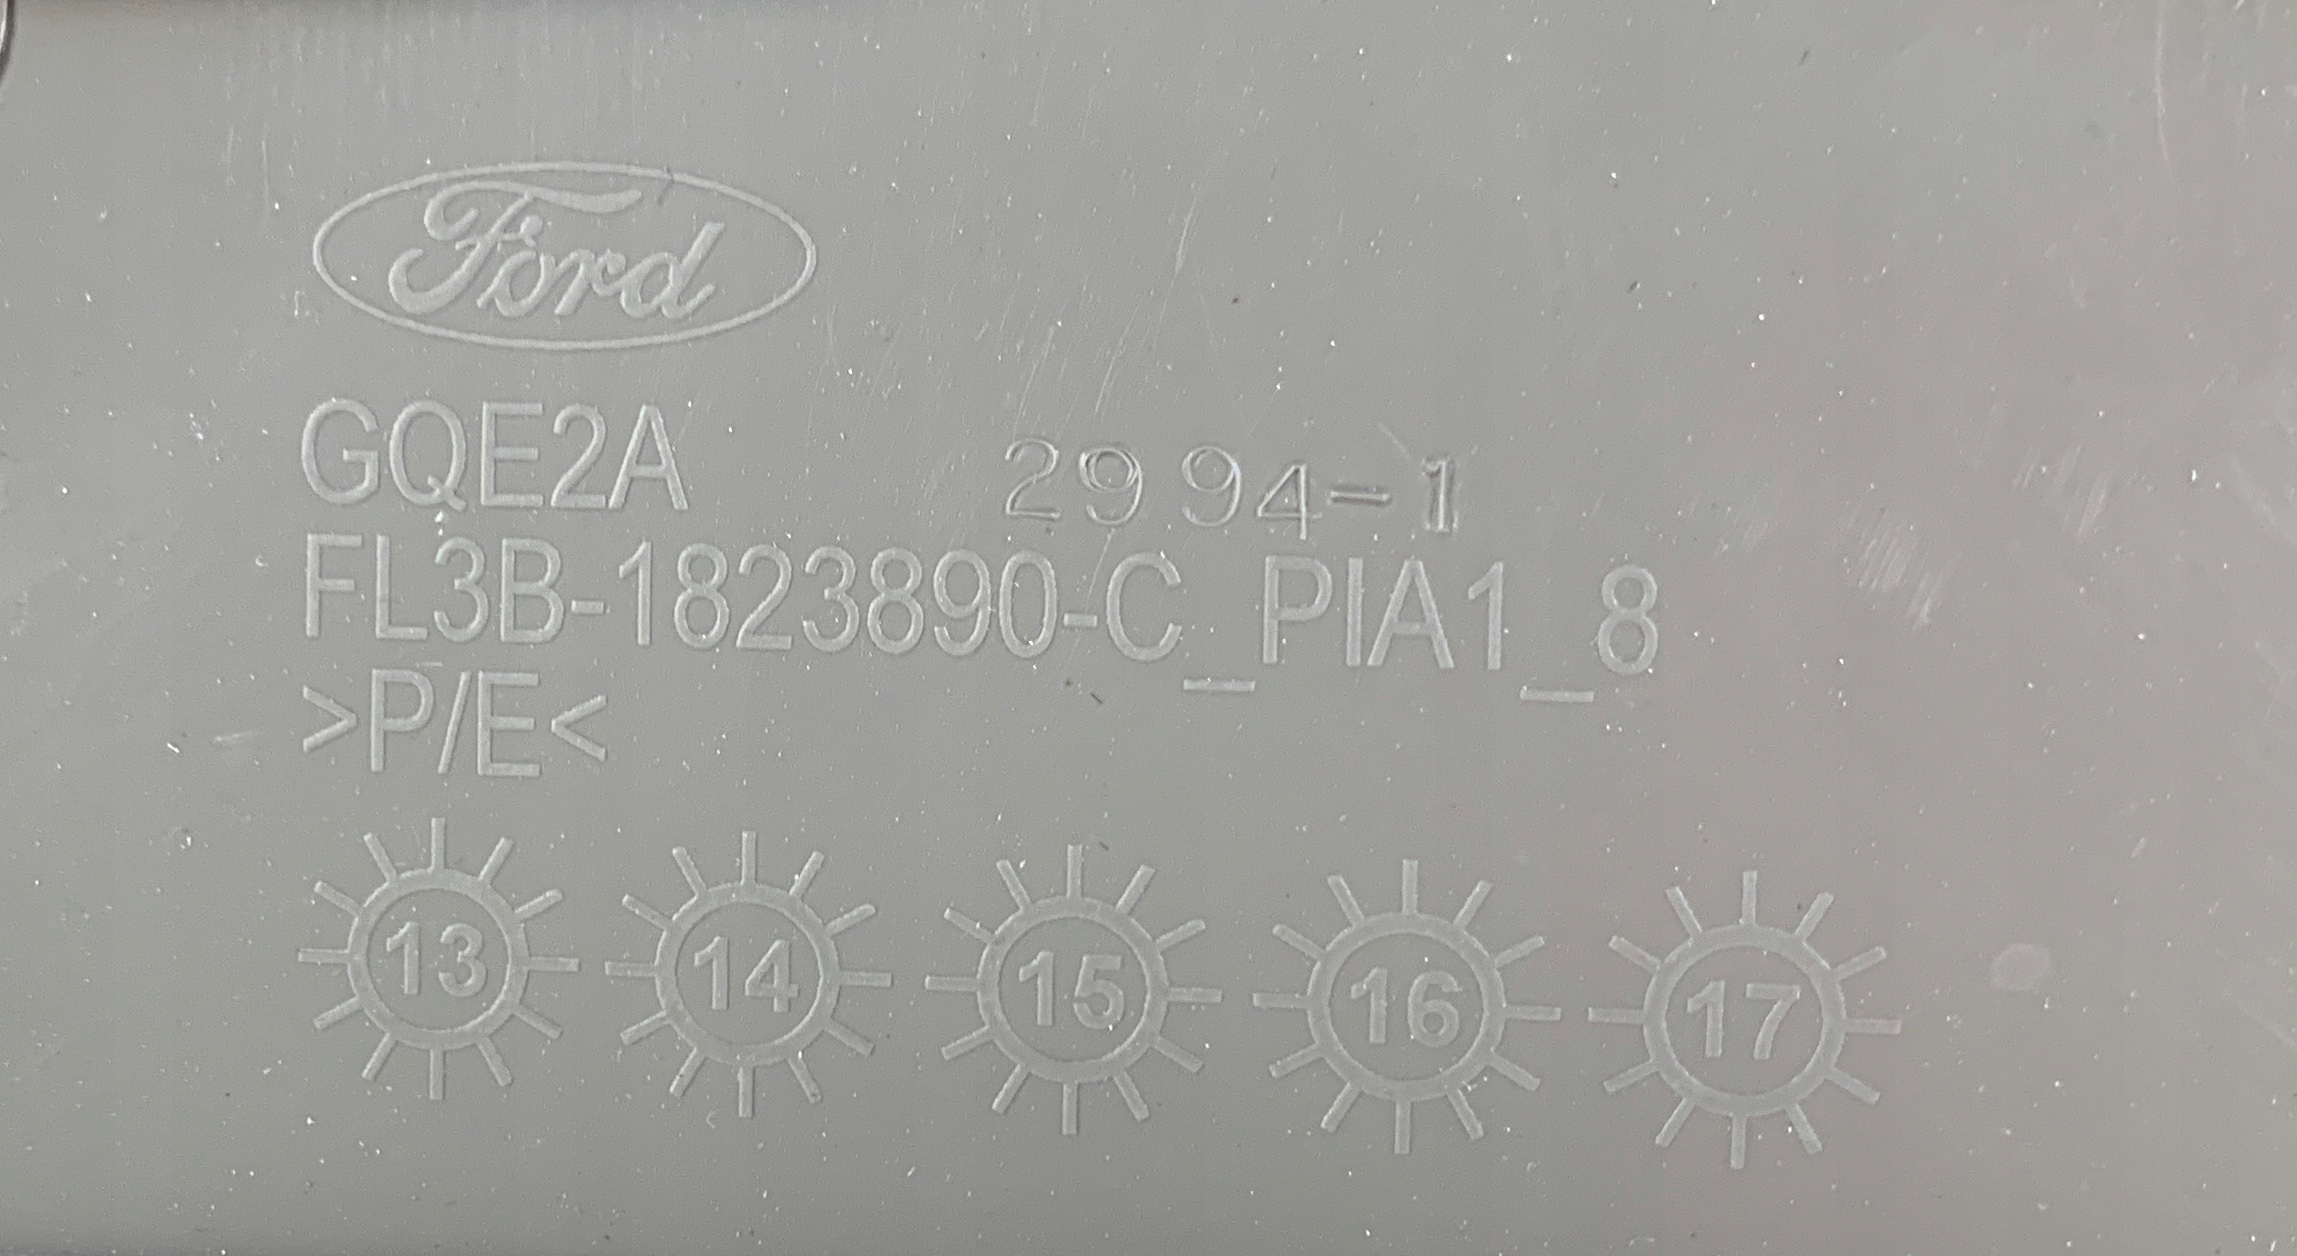 Ford
GQE2A 2994-1
FL3B-1823890-C_PIA1_8
>P/E<
13 14 15 16 17